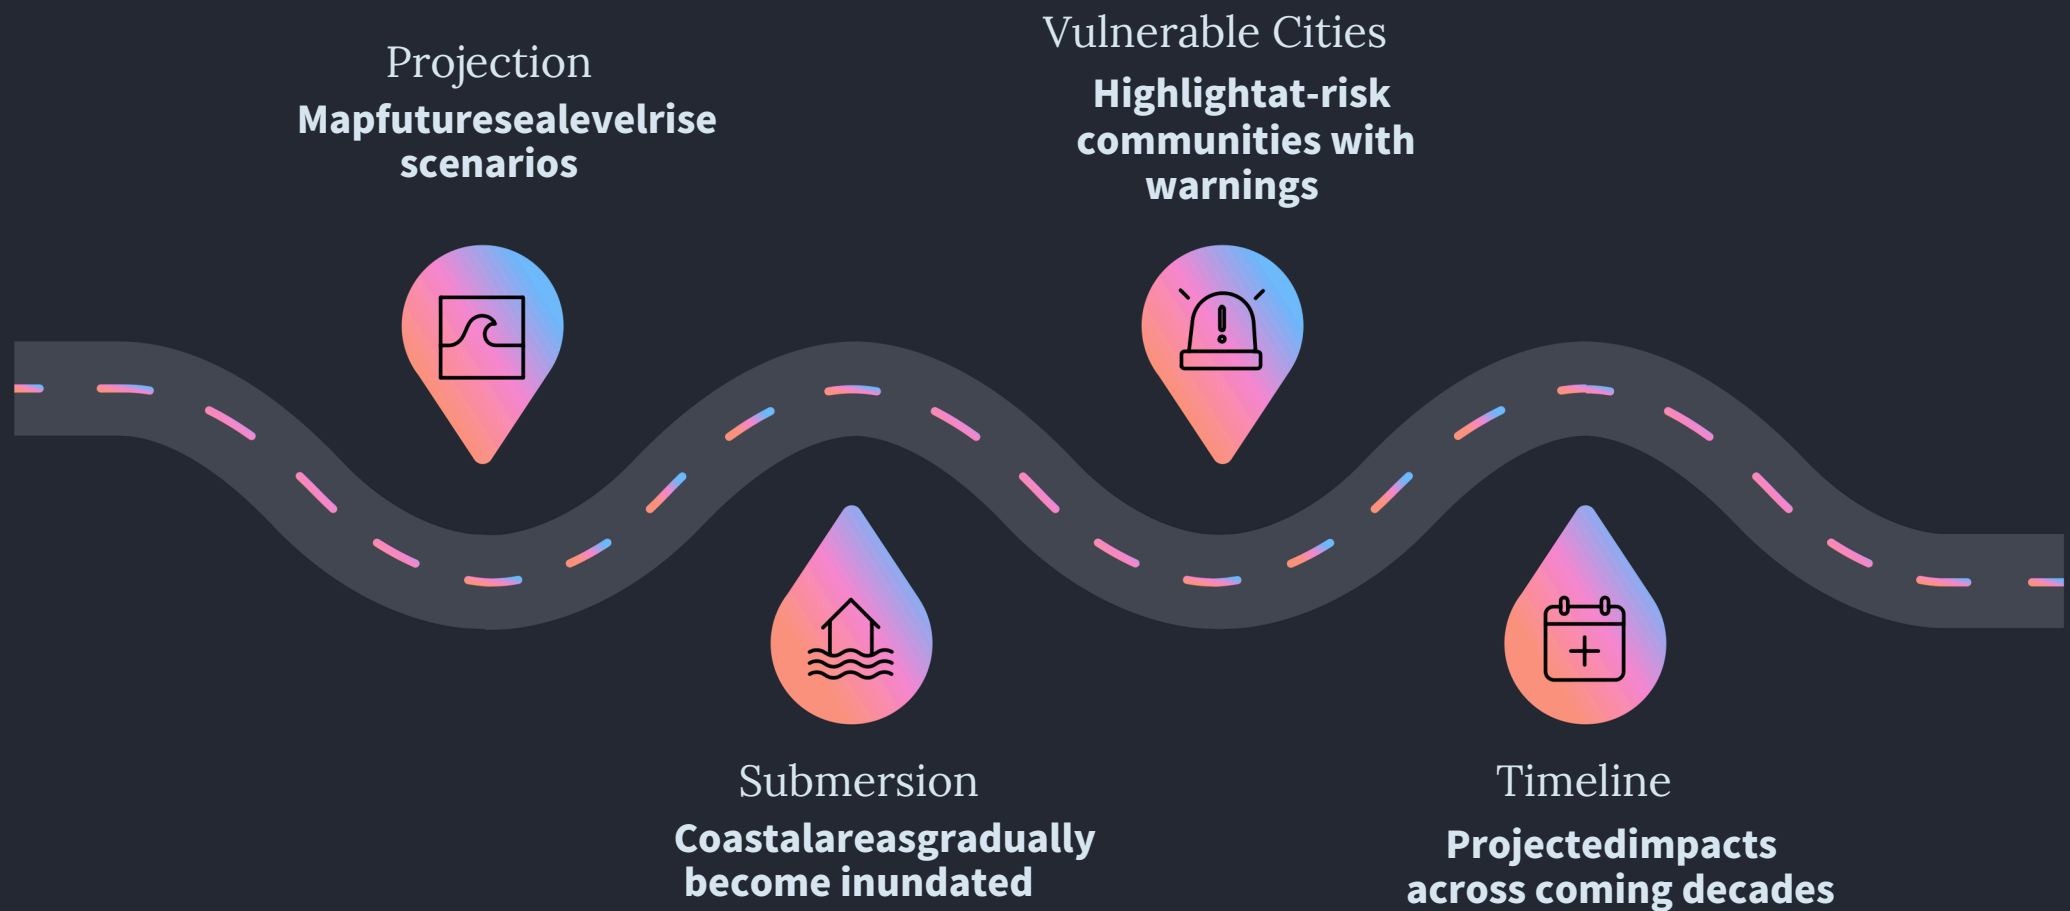 Projection
Mapfuturesealevelrise
scenarios
Submersion
Coastalareasgradually
become inundated
Vulnerable Cities
Highlightat-risk
communities with
warnings
Timeline
Projectedimpacts
across coming decades